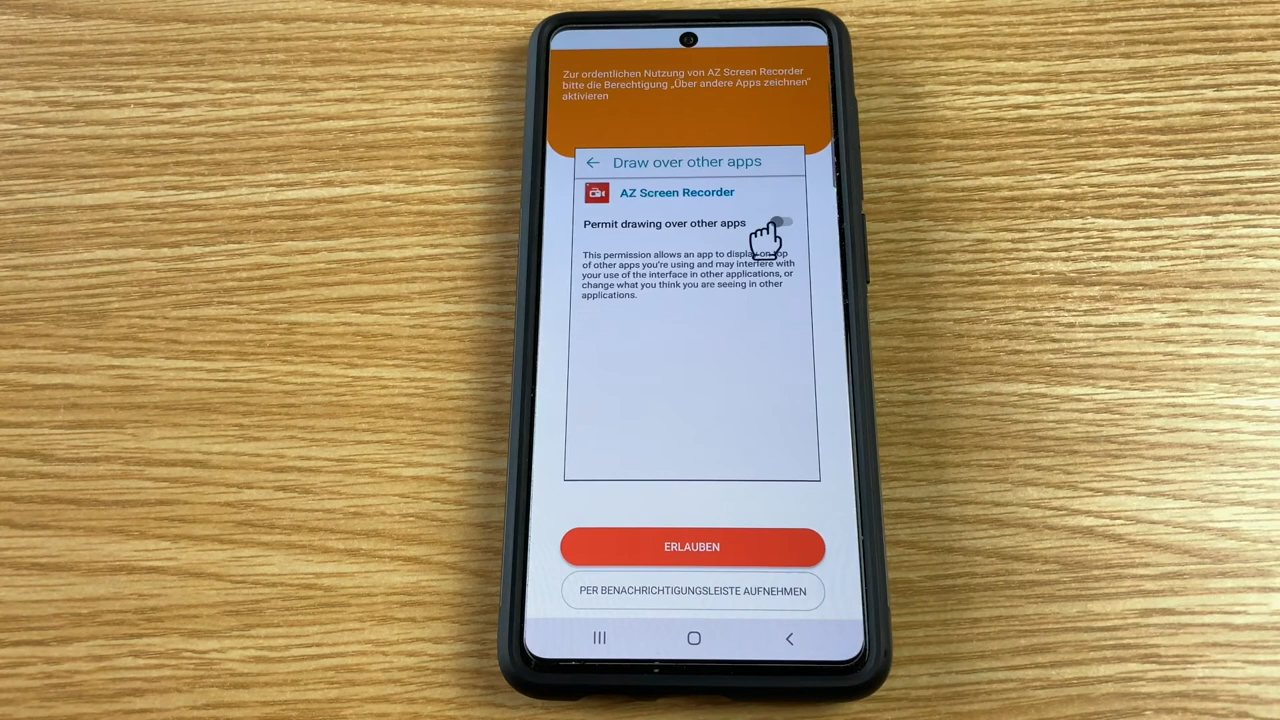 Zur ordentlichen Nutzung von AZ Screen Recorder
bitte die Berechtigung „Über andere Apps zeichnen"
aktivieren
Draw over other apps
AZ Screen Recorder
Permit drawing over other apps
This permission allows an app to display on top
of other apps you're using and may interfere with
your use of the interface in other applications, or
change what you think you are seeing in other
applications.
ERLAUBEN
PER BENACHRICHTIGUNGSLEISTE AUFNEHMEN